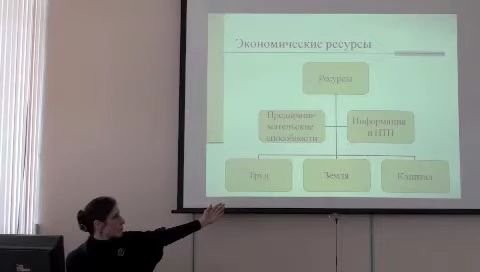 Экономические ресурсы
Ресурсы
Предприни-
мательские
способности
Информация
и НТП
Труд
Земля
Капитал